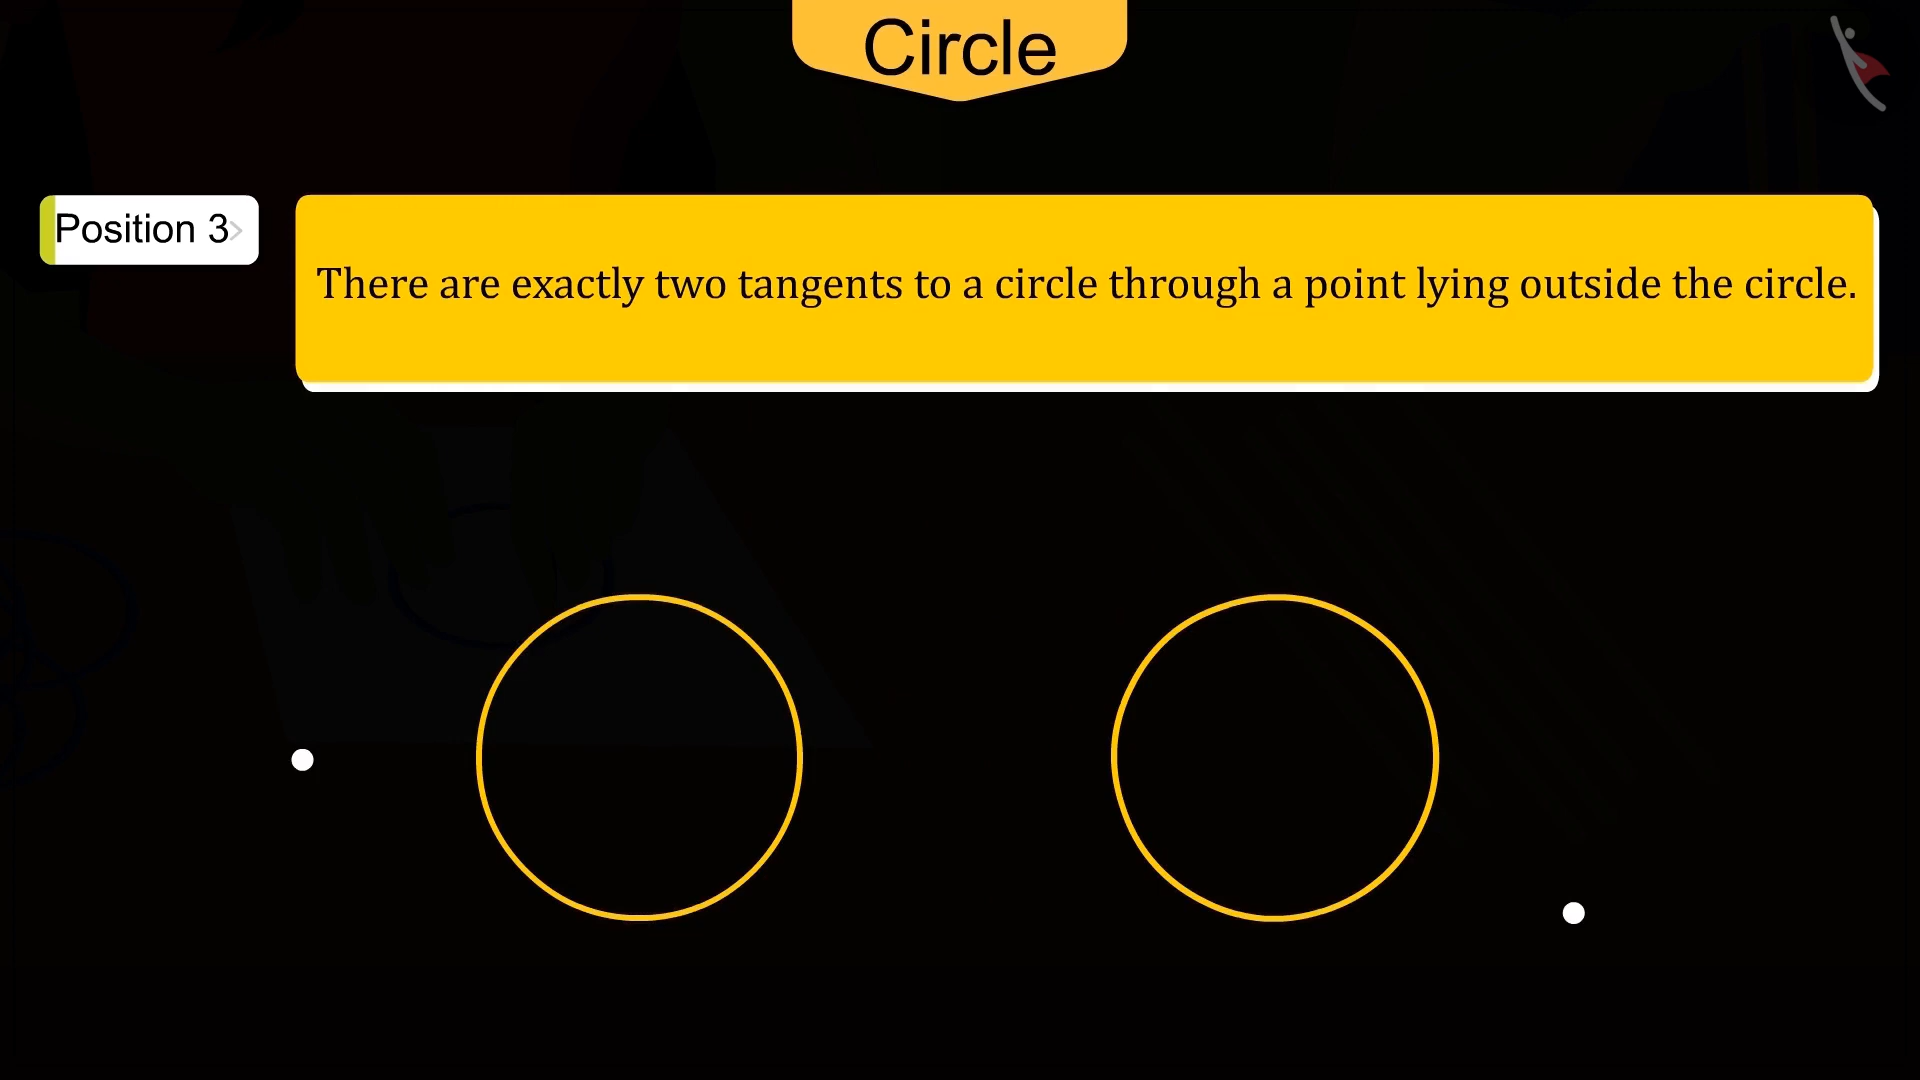 Circle
Position 3
There are exactly two tangents to a circle through a point lying outside the circle.